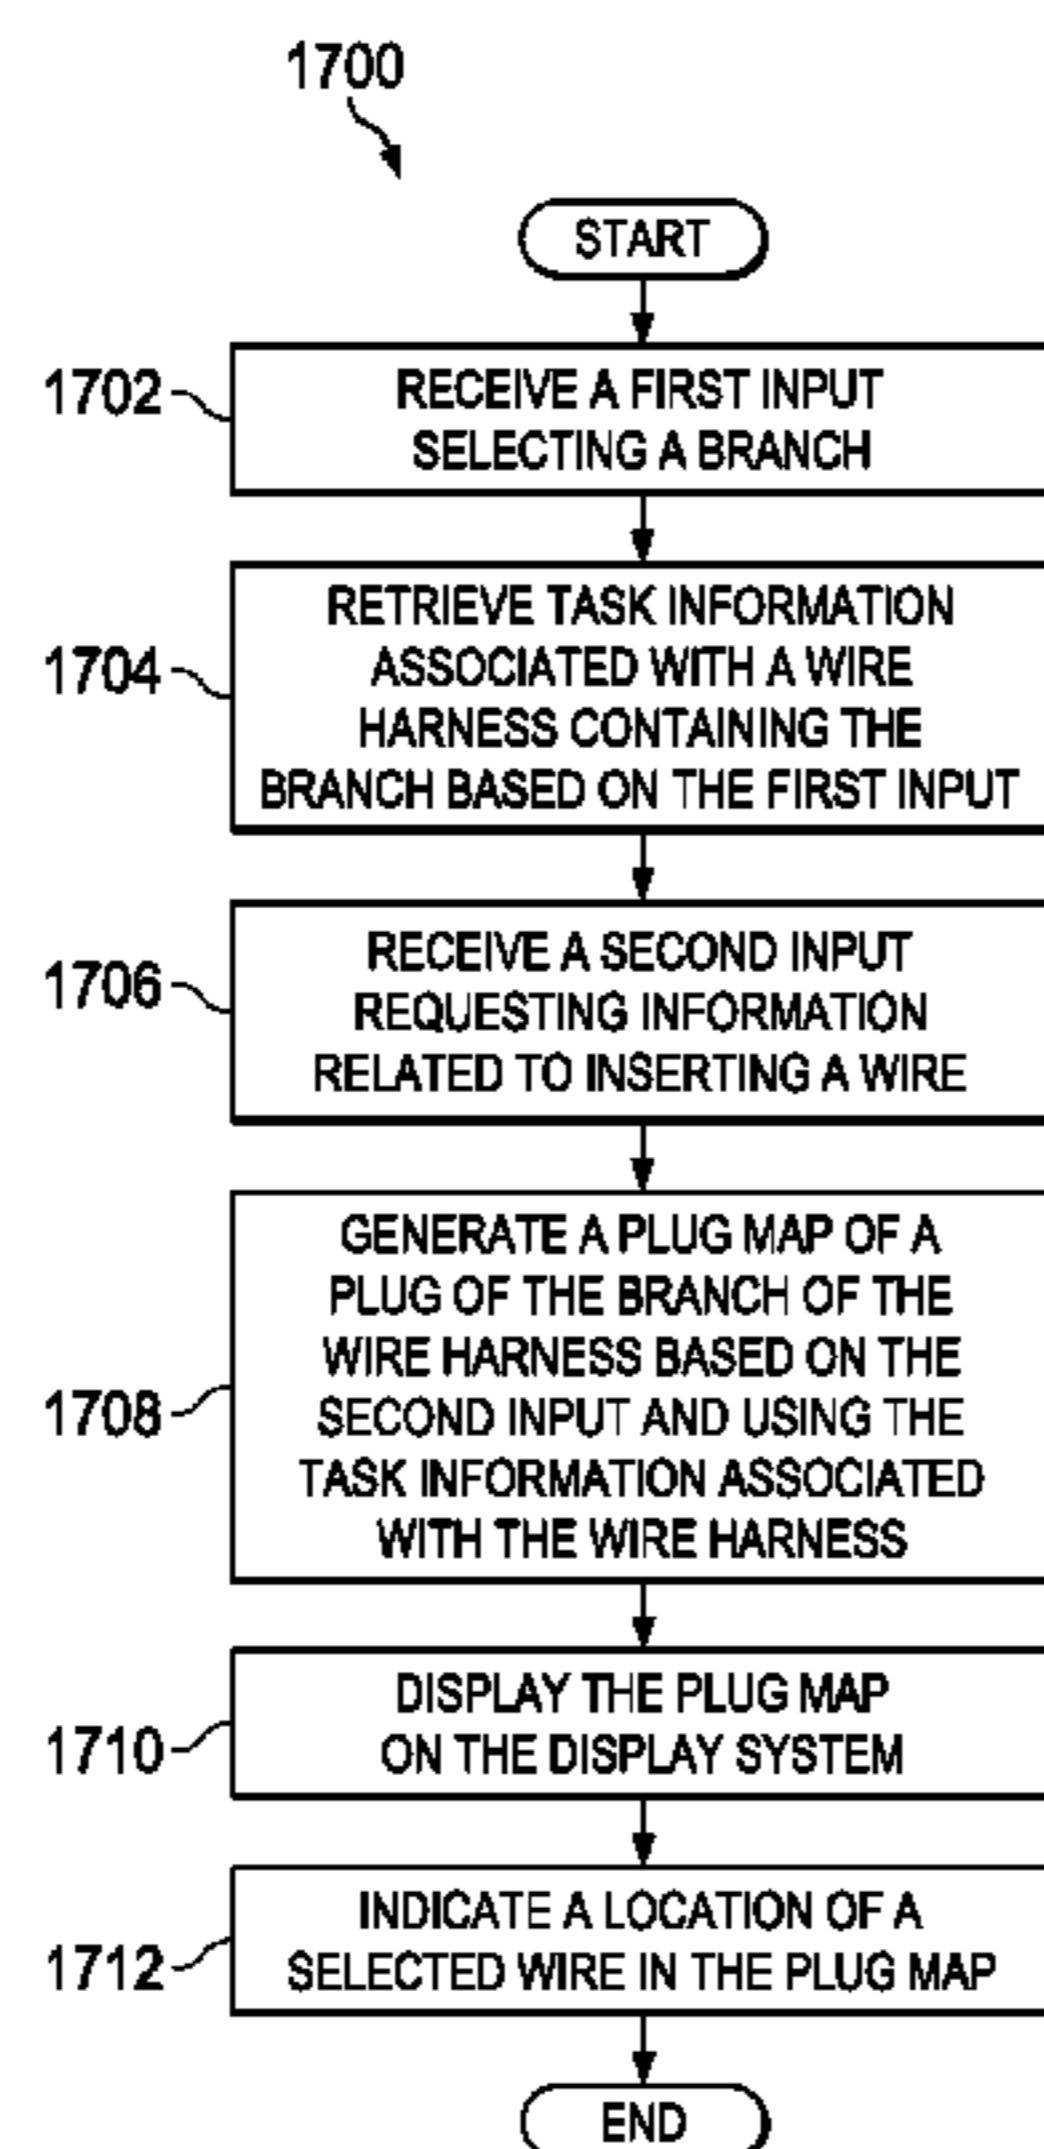 1700
START
1702
RECEIVE A FIRST INPUT
SELECTING A BRANCH
1704
RETRIEVE TASK INFORMATION
ASSOCIATED WITH A WIRE
HARNESS CONTAINING THE
BRANCH BASED ON THE FIRST INPUT
1706
RECEIVE A SECOND INPUT
REQUESTING INFORMATION
RELATED TO INSERTING A WIRE
1708
GENERATE A PLUG MAP OF A
PLUG OF THE BRANCH OF THE
WIRE HARNESS BASED ON THE
SECOND INPUT AND USING THE
TASK INFORMATION ASSOCIATED
WITH THE WIRE HARNESS
1710
DISPLAY THE PLUG MAP
ON THE DISPLAY SYSTEM
1712
INDICATE A LOCATION OF A
SELECTED WIRE IN THE PLUG MAP
END